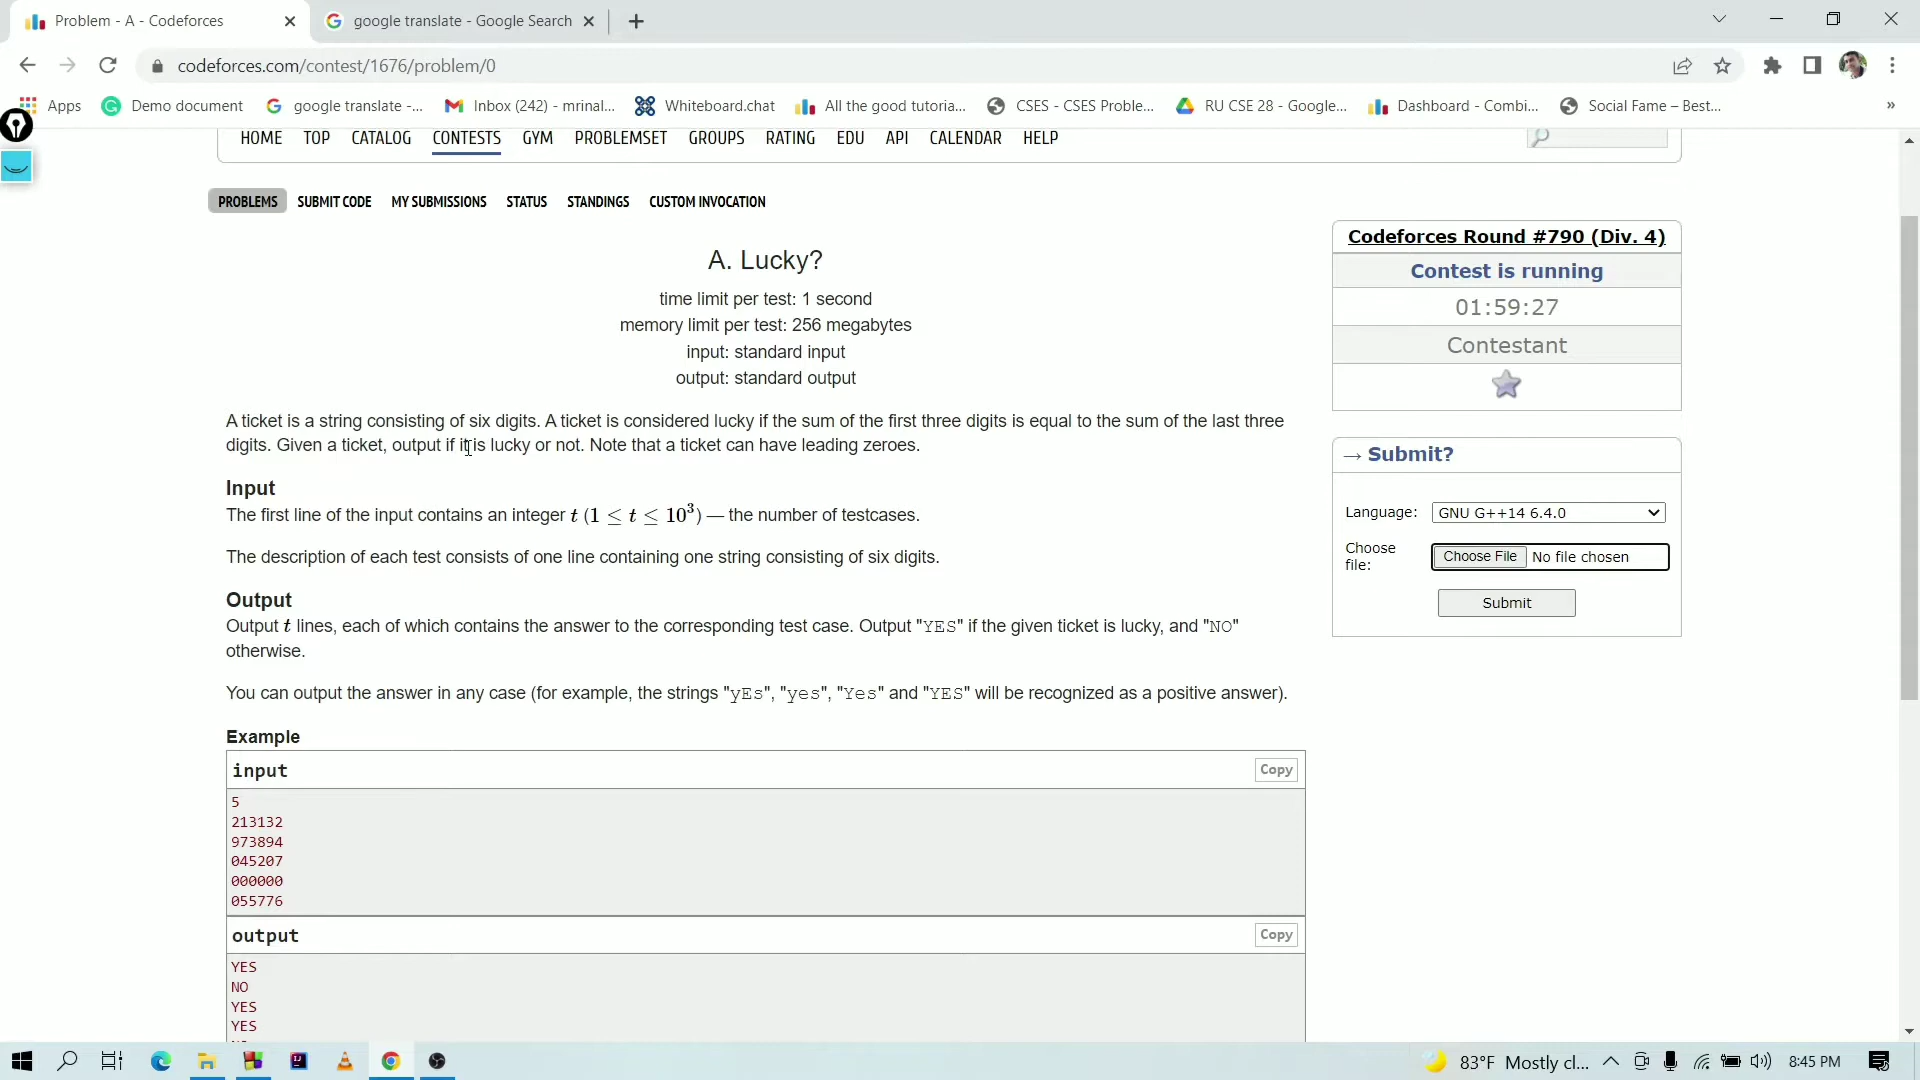 Problem - A - Codeforces
google translate - Google Search
codeforces.com/contest/1676/problem/0
Apps
Demo document
google translate -...
Inbox (242) - mrinal...
Whiteboard.chat
All the good tutoria...
CSES - CSES Proble...
RU CSE 28 - Google...
Dashboard - Combi...
Social Fame – Best...
»
HOME TOP CATALOG CONTESTS GYM PROBLEMSET GROUPS RATING EDU API CALENDAR HELP
PROBLEMS SUBMIT CODE MY SUBMISSIONS STATUS STANDINGS CUSTOM INVOCATION
A. Lucky?
time limit per test: 1 second
memory limit per test: 256 megabytes
input: standard input
output: standard output
A ticket is a string consisting of six digits. A ticket is considered lucky if the sum of the first three digits is equal to the sum of the last three
digits. Given a ticket, output if it is lucky or not. Note that a ticket can have leading zeroes.
Input
The first line of the input contains an integer t (1 ≤ t ≤ 10³) — the number of testcases.
The description of each test consists of one line containing one string consisting of six digits.
Output
Output t lines, each of which contains the answer to the corresponding test case. Output "YES" if the given ticket is lucky, and "NO"
otherwise.
You can output the answer in any case (for example, the strings "yEs", "yes", "Yes" and "YES" will be recognized as a positive answer).
Example
input
Copy
5
213132
973894
045207
000000
055776
output
Copy
YES
NO
YES
YES
Codeforces Round #790 (Div. 4)
Contest is running
01:59:27
Contestant
→ Submit?
Language: GNU G++14 6.4.0
Choose
file:
Choose File No file chosen
Submit
83°F Mostly cl...
8:45 PM